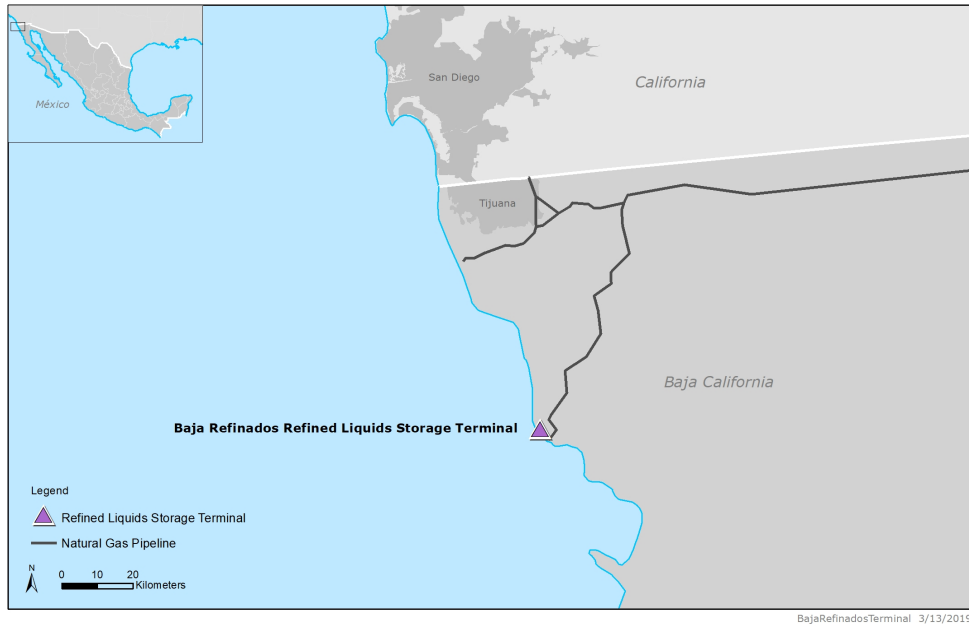 México
San Diego
California
Tijuana
Baja California
Baja Refinados Refined Liquids Storage Terminal
Legend
Refined Liquids Storage Terminal
Natural Gas Pipeline
N
0 10 20
Kilometers
BajaRefinadosTerminal 3/13/2019